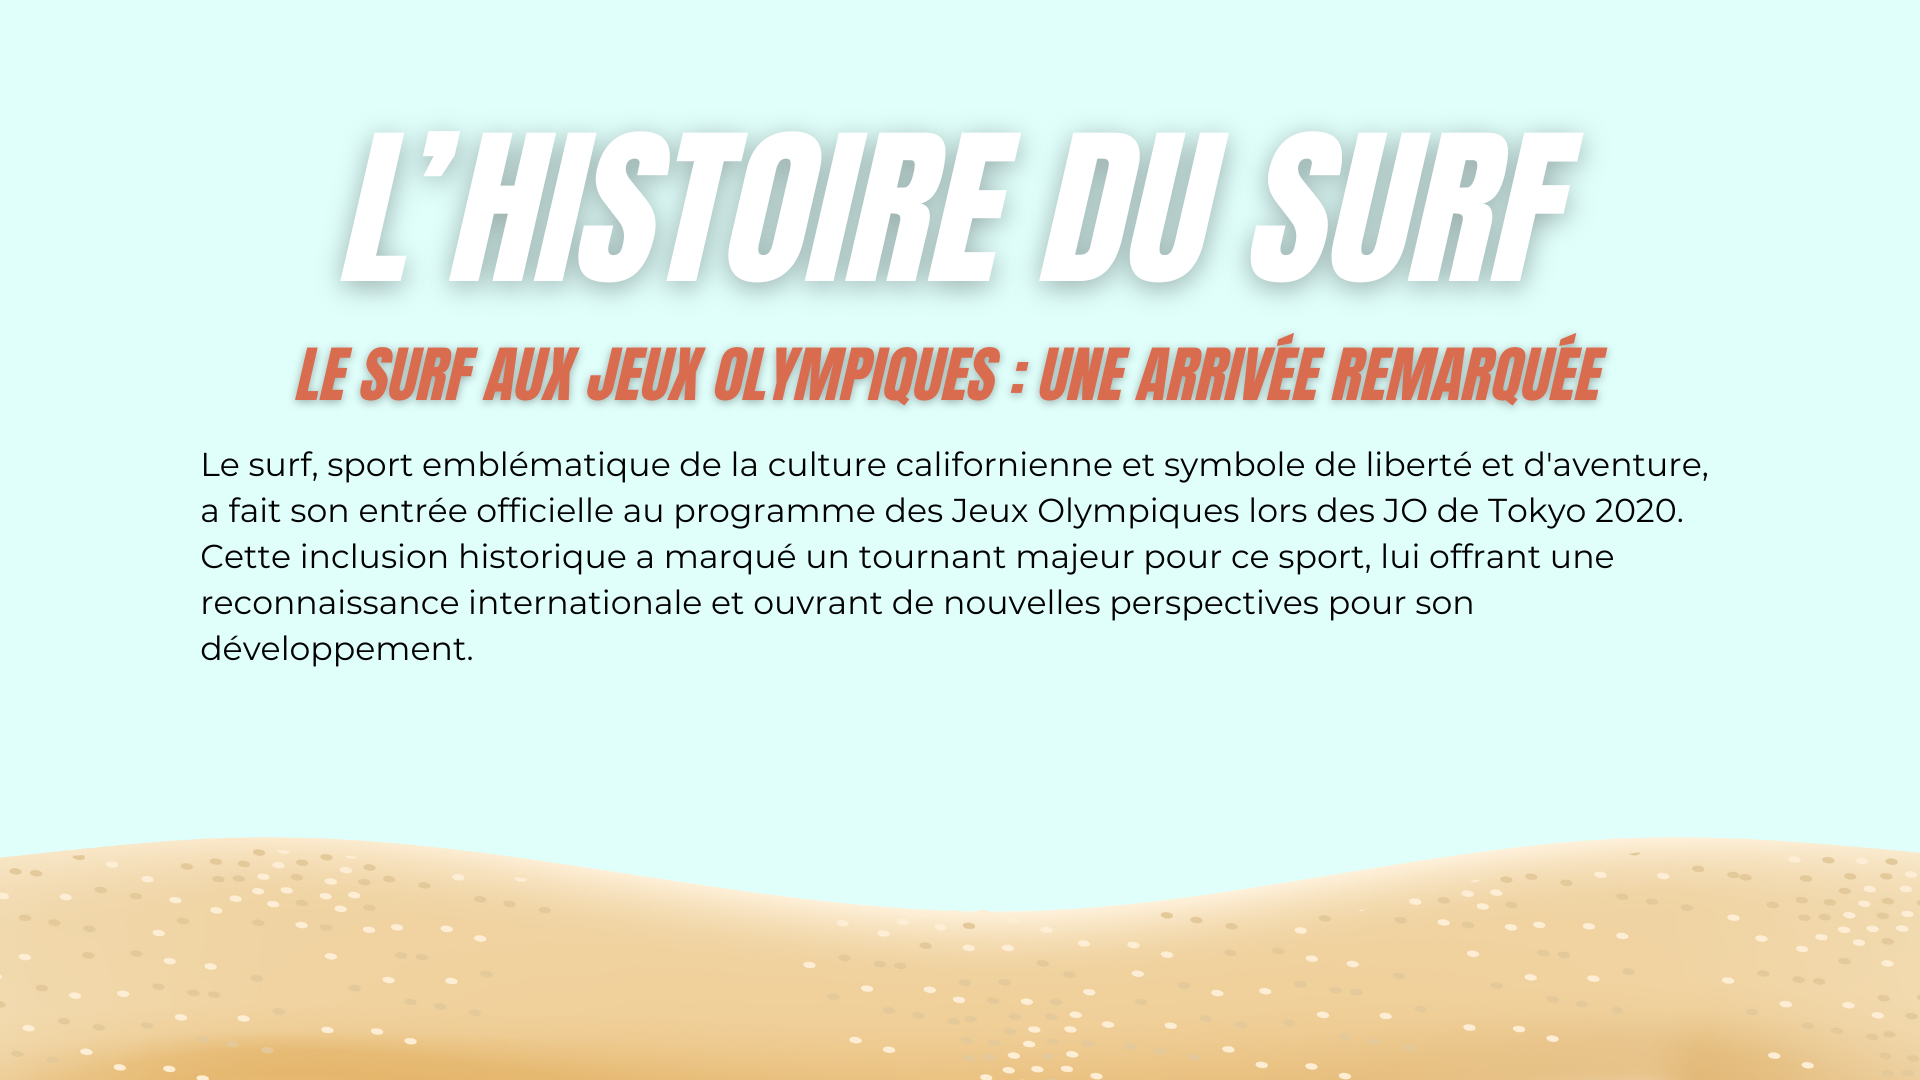 L’HISTOIRE DU SURF
LE SURF AUX JEUX OLYMPIQUES : UNE ARRIVÉE REMARQUÉE
Le surf, sport emblématique de la culture californienne et symbole de liberté et d'aventure,
a fait son entrée officielle au programme des Jeux Olympiques lors des JO de Tokyo 2020.
Cette inclusion historique a marqué un tournant majeur pour ce sport, lui offrant une
reconnaissance internationale et ouvrant de nouvelles perspectives pour son
développement.